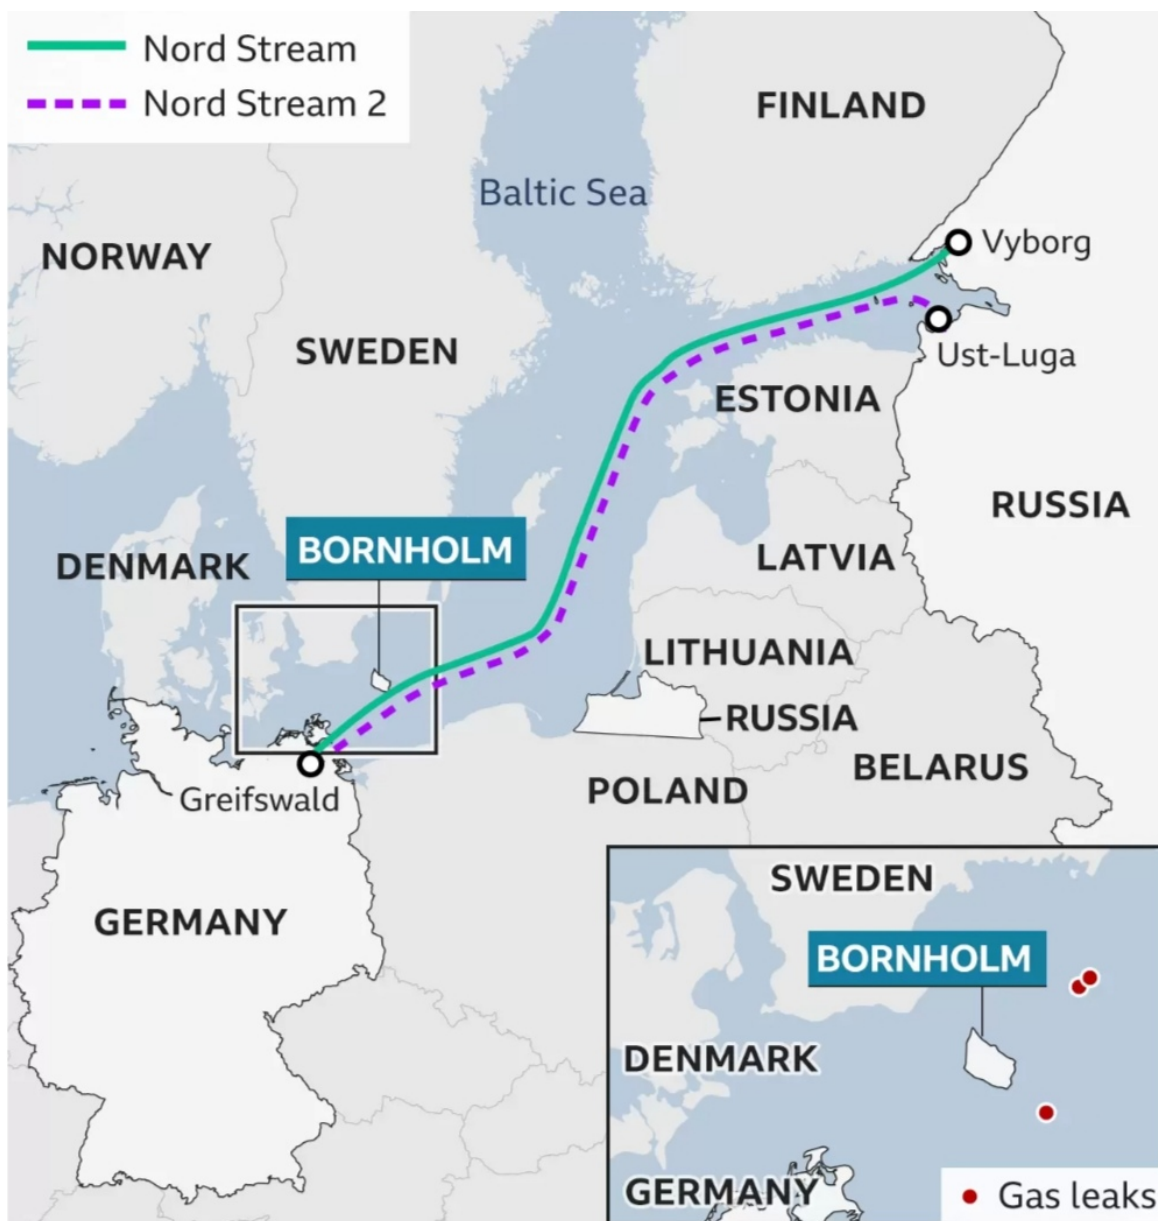 Nord Stream
Nord Stream 2
FINLAND
Baltic Sea
Vyborg
NORWAY
SWEDEN
Ust-Luga
ESTONIA
RUSSIA
BORNHOLM
LATVIA
DENMARK
LITHUANIA
RUSSIA
BELARUS
POLAND
Greifswald
GERMANY
SWEDEN
BORNHOLM
DENMARK
GERMANY
Gas leaks